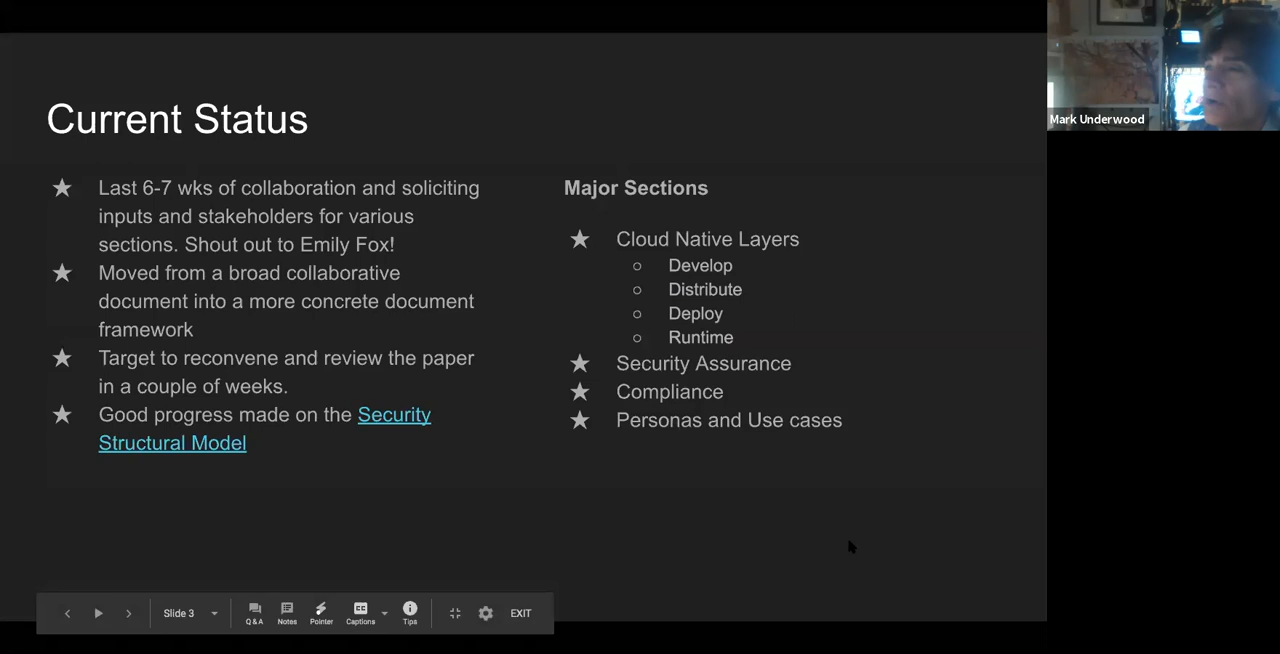 Current Status
Last 6-7 wks of collaboration and soliciting
inputs and stakeholders for various
sections. Shout out to Emily Fox!
Moved from a broad collaborative
document into a more concrete document
framework
Target to reconvene and review the paper
in a couple of weeks.
Good progress made on the Security
Structural Model
Major Sections
Cloud Native Layers
Develop
Distribute
Deploy
Runtime
Security Assurance
Compliance
Personas and Use cases
Mark Underwood
Slide 3
Q&A
Notes
Pointer
CC
Captions
Tips
EXIT